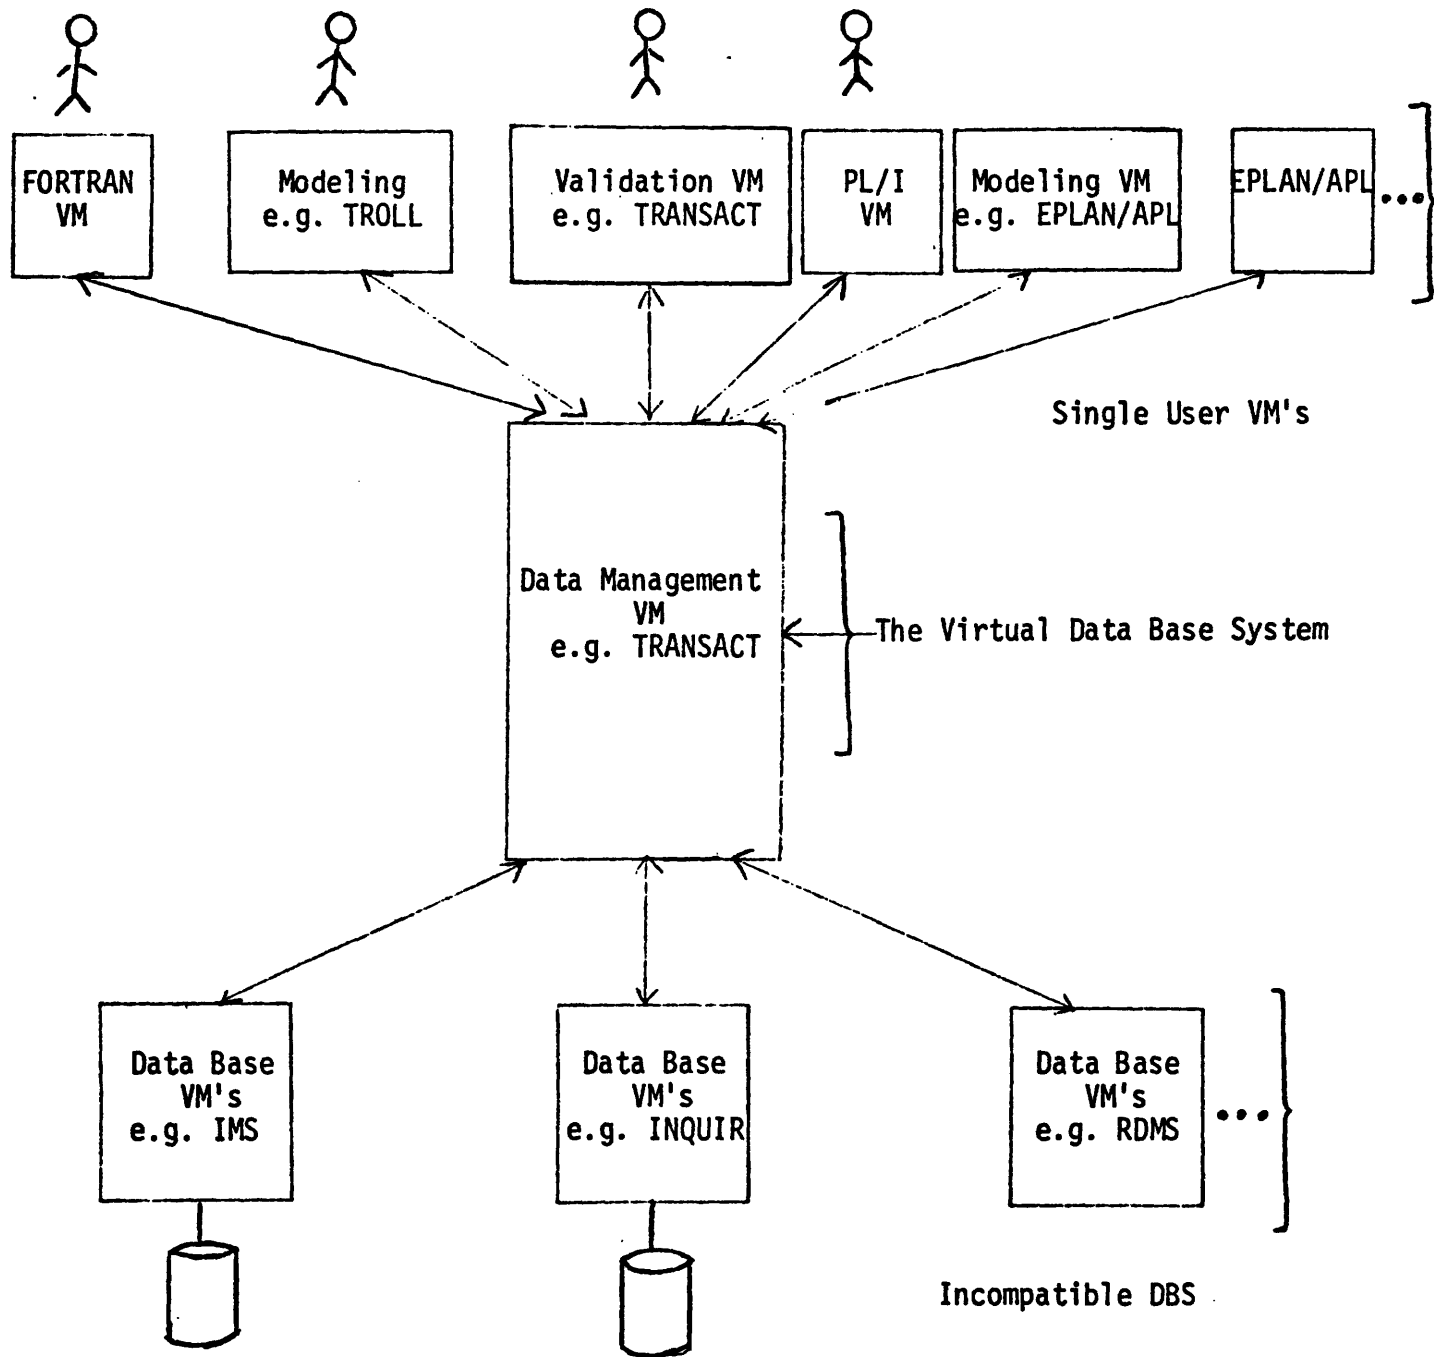 FORTRAN
VM
Modeling
e.g. TROLL
Validation VM
e.g. TRANSACT
PL/I
VM
Modeling VM
e.g. EPLAN/APL
EPLAN/APL
...
Single User VM's
Data Management
VM
e.g. TRANSACT
The Virtual Data Base System
Data Base
VM's
e.g. IMS
Data Base
VM's
e.g. INQUIR
Data Base
VM's
e.g. RDMS
...
Incompatible DBS